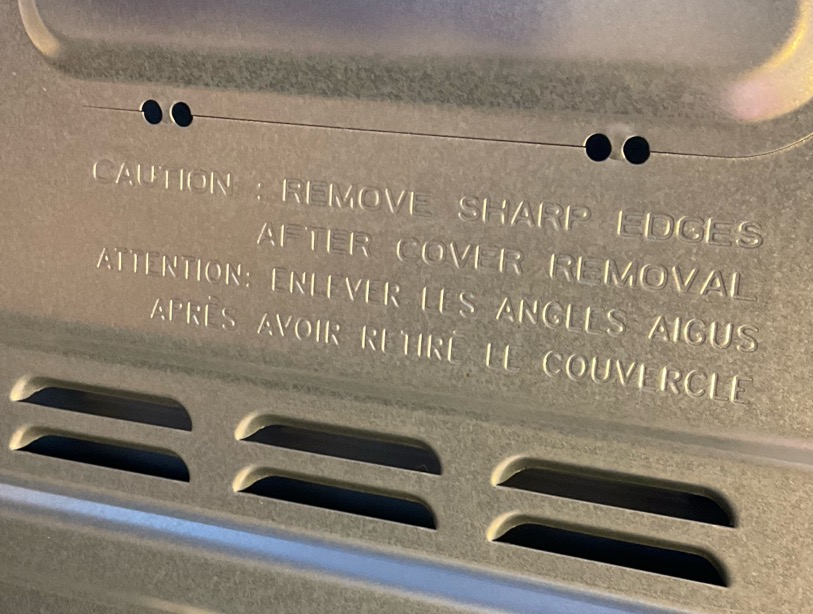 CAUTION : REMOVE SHARP EDGES
AFTER COVER REMOVAL
ATTENTION: ENLEVER LES ANGLES AIGUS
APRÈS AVOIR RETIRÉ LE COUVERCLE